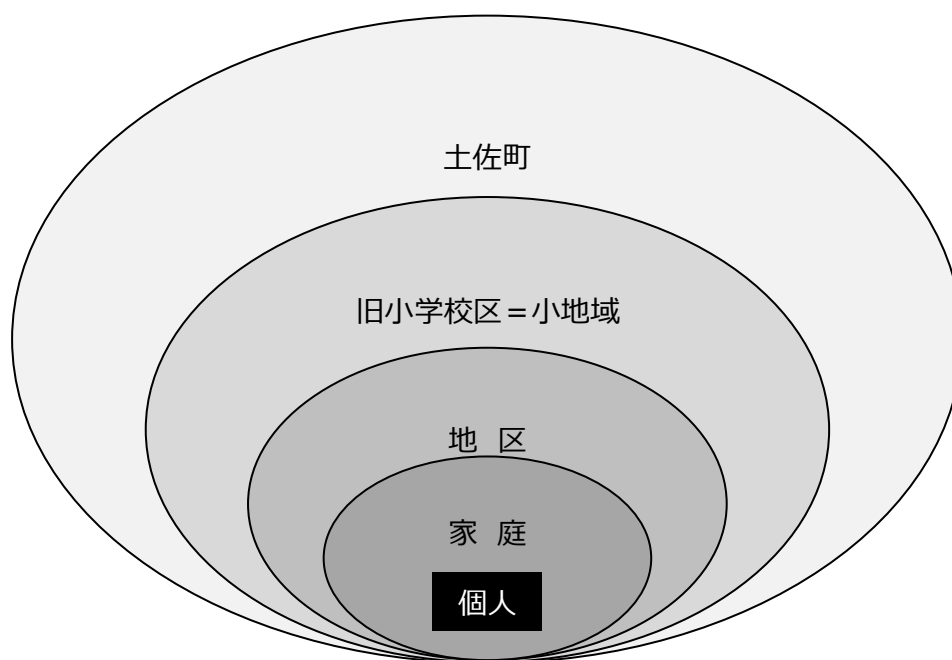 土佐町
旧小学校区＝小地域
地 区
家 庭
個人